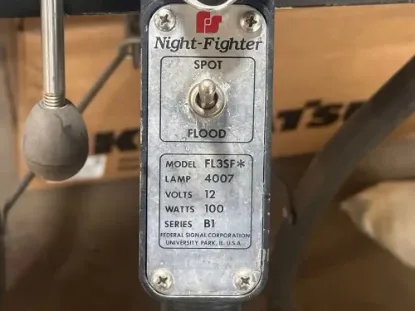 FS
Night-Fighter
SPOT
FLOOD
MODEL FL3SF*
LAMP 4007
VOLTS 12
WATTS 100
SERIES B1
FEDERAL SIGNAL CORPORATION
UNIVERSITY PARK, IL U.S.A.